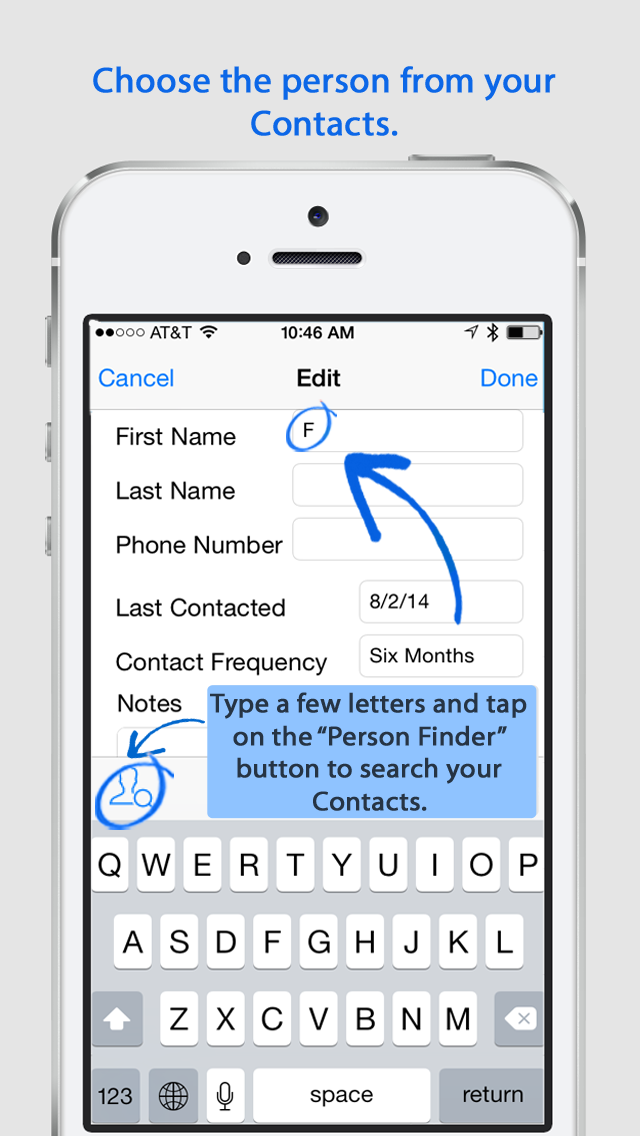 Choose the person from your
Contacts.
AT&T 10:46 AM
Cancel Edit Done
First Name F
Last Name
Phone Number
Last Contacted 8/2/14
Contact Frequency Six Months
Notes
Type a few letters and tap
on the “Person Finder”
button to search your
Contacts.
Q W E R T Y U I O P
A S D F G H J K L
Z X C V B N M
123 space return